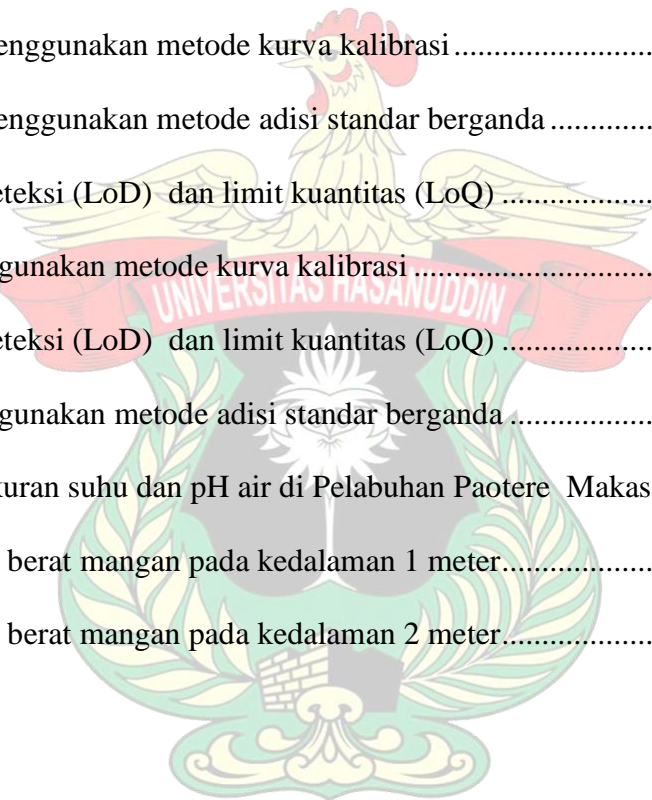 enggunakan metode kurva kalibrasi ......................
enggunakan metode adisi standar berganda .............
eteksi (LoD)  dan limit kuantitas (LoQ) ...................
gunakan metode kurva kalibrasi ............................
UNIVERSITAS HASANUDDIN
eteksi (LoD)  dan limit kuantitas (LoQ) ...................
gunakan metode adisi standar berganda ..................
uran suhu dan pH air di Pelabuhan Paotere  Makas
berat mangan pada kedalaman 1 meter...................
berat mangan pada kedalaman 2 meter...................